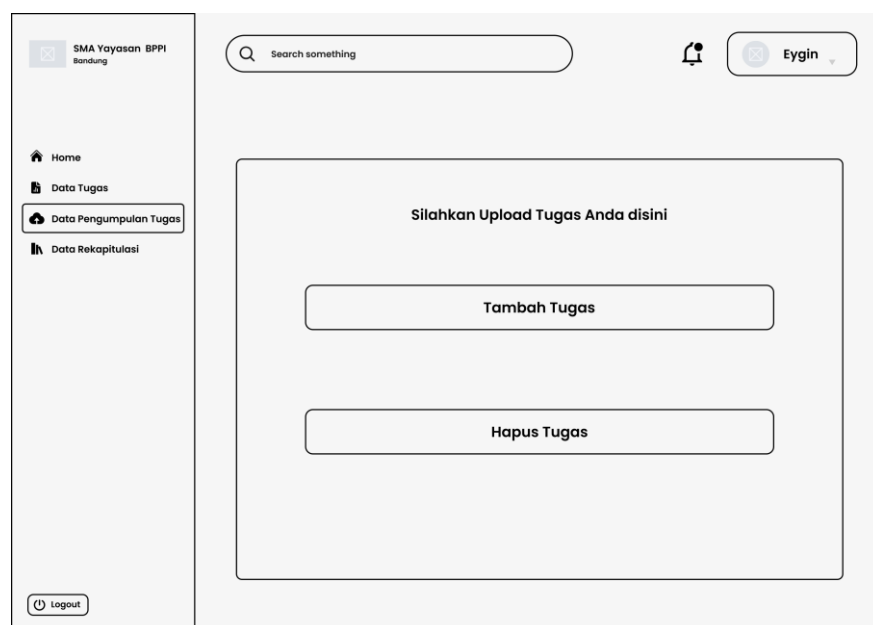 SMA Yayasan BPPI
Bandung
Search something
Eygin
Home
Data Tugas
Data Pengumpulan Tugas
Data Rekapitulasi
Silahkan Upload Tugas Anda disini
Tambah Tugas
Hapus Tugas
Logout